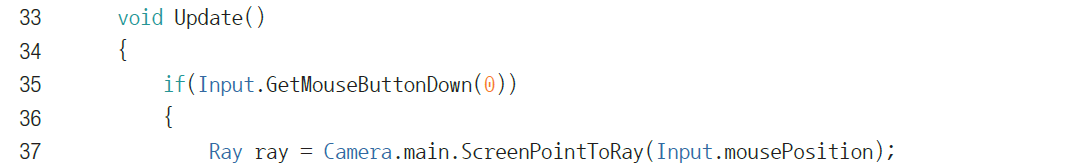 33 void Update()
34 {
35 if(Input.GetMouseButtonDown(0))
36 {
37 Ray ray = Camera.main.ScreenPointToRay(Input.mousePosition);